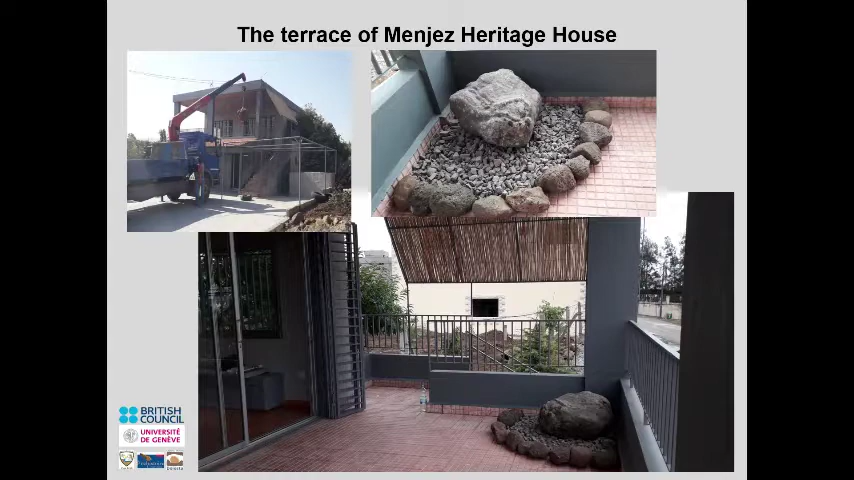 The terrace of Menjez Heritage House
BRITISH
COUNCIL
UNIVERSITÉ
DE GENÈVE